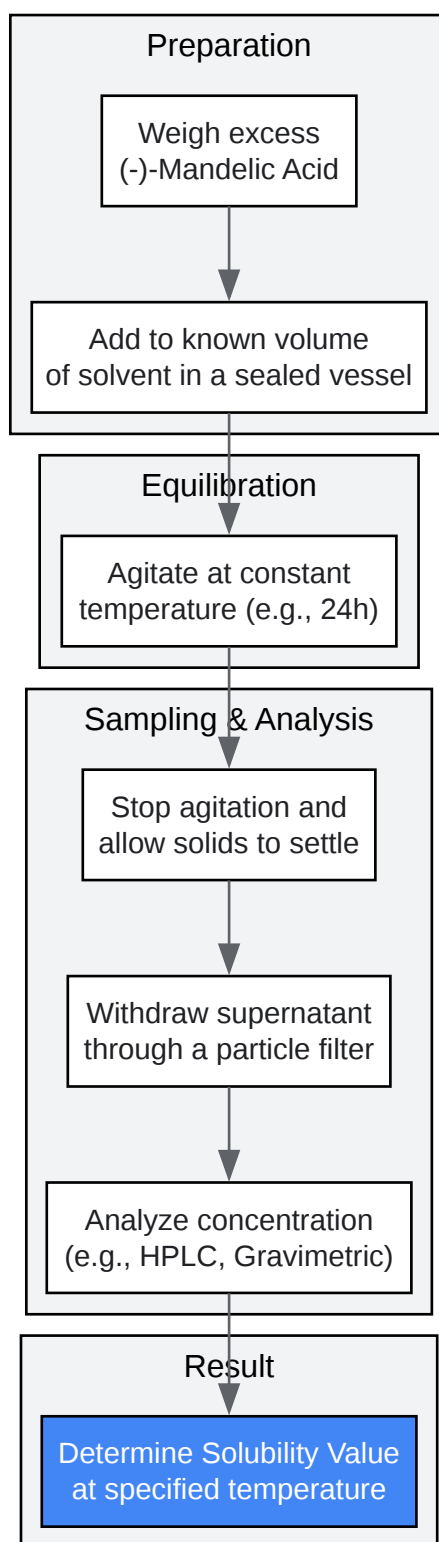 Preparation
Weigh excess
(-)-Mandelic Acid
Add to known volume
of solvent in a sealed vessel
Equilibration
Agitate at constant
temperature (e.g., 24h)
Sampling & Analysis
Stop agitation and
allow solids to settle
Withdraw supernatant
through a particle filter
Analyze concentration
(e.g., HPLC, Gravimetric)
Result
Determine Solubility Value
at specified temperature